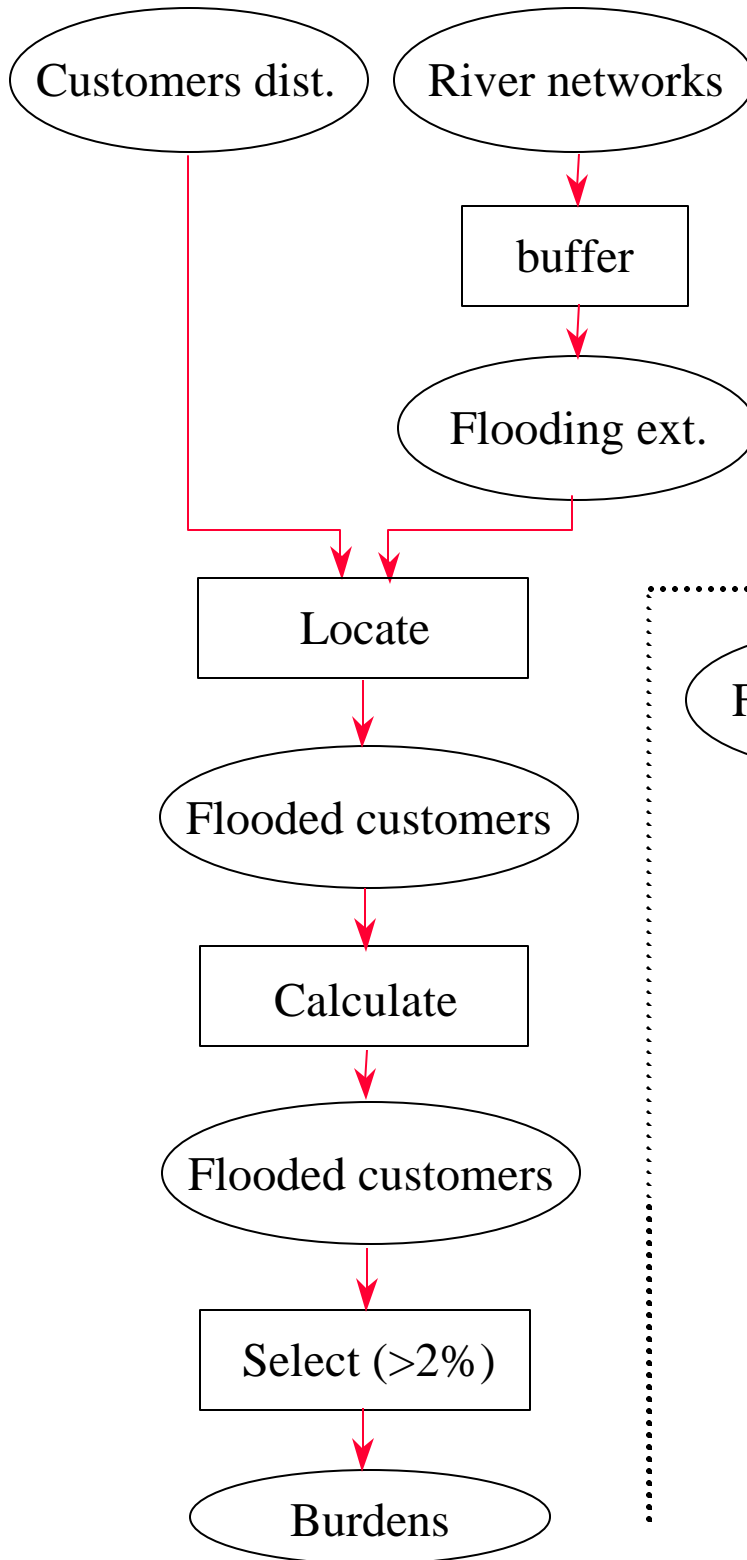 Customers dist.
River networks
buffer
Flooding ext.
Locate
Flooded customers
Calculate
Flooded customers
Select (>2%)
Burdens